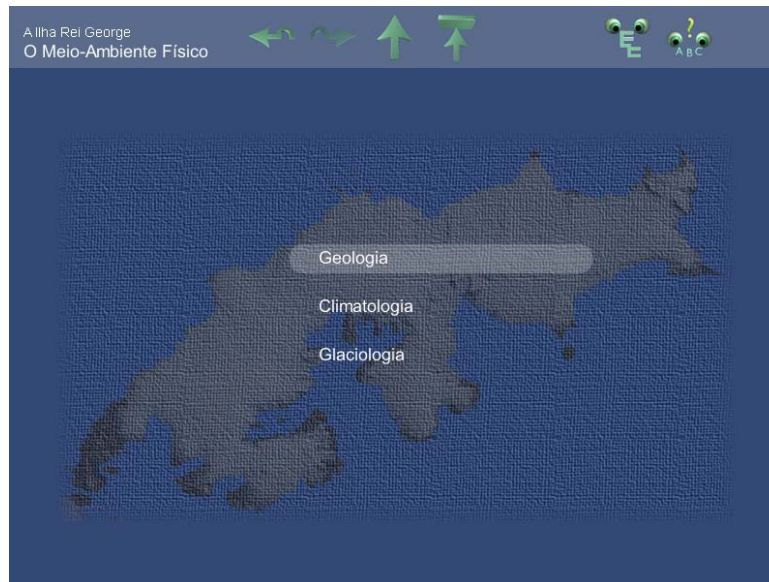 A Ilha Rei George
O Meio-Ambiente Físico
E E
? A B C
Geologia
Climatologia
Glaciologia